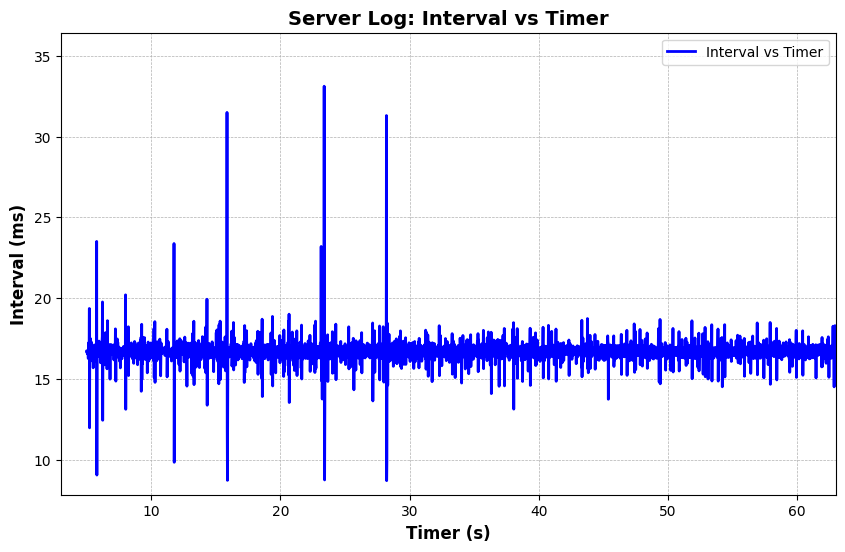 Server Log: Interval vs Timer
Interval vs Timer
35
30
25
20
15
10
Interval (ms)
10 20 30 40 50 60
Timer (s)